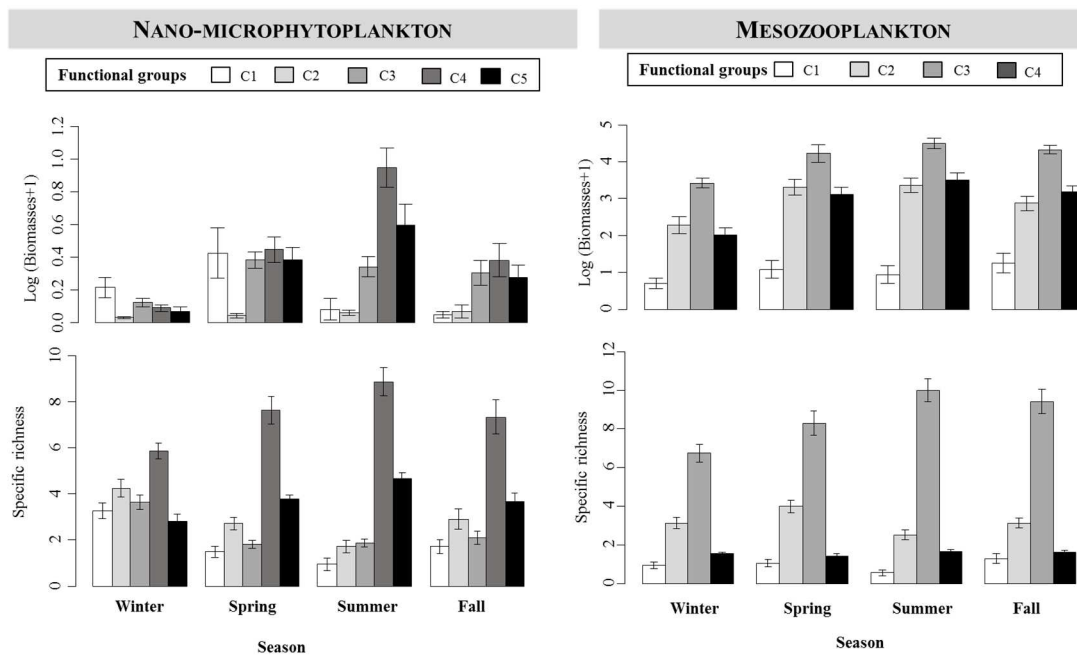 NANO-MICROPHYTOPLANKTON
Functional groups C1 C2 C3 C4 C5
Log (Biomasses+1)
1.2
1.0
0.8
0.6
0.4
0.2
0.0
Specific richness
10
8
6
4
2
0
Winter Spring Summer Fall
Season
MESOZOOPLANKTON
Functional groups C1 C2 C3 C4
Log (Biomasses+1)
5
4
3
2
1
0
Specific richness
12
10
8
6
4
2
0
Winter Spring Summer Fall
Season